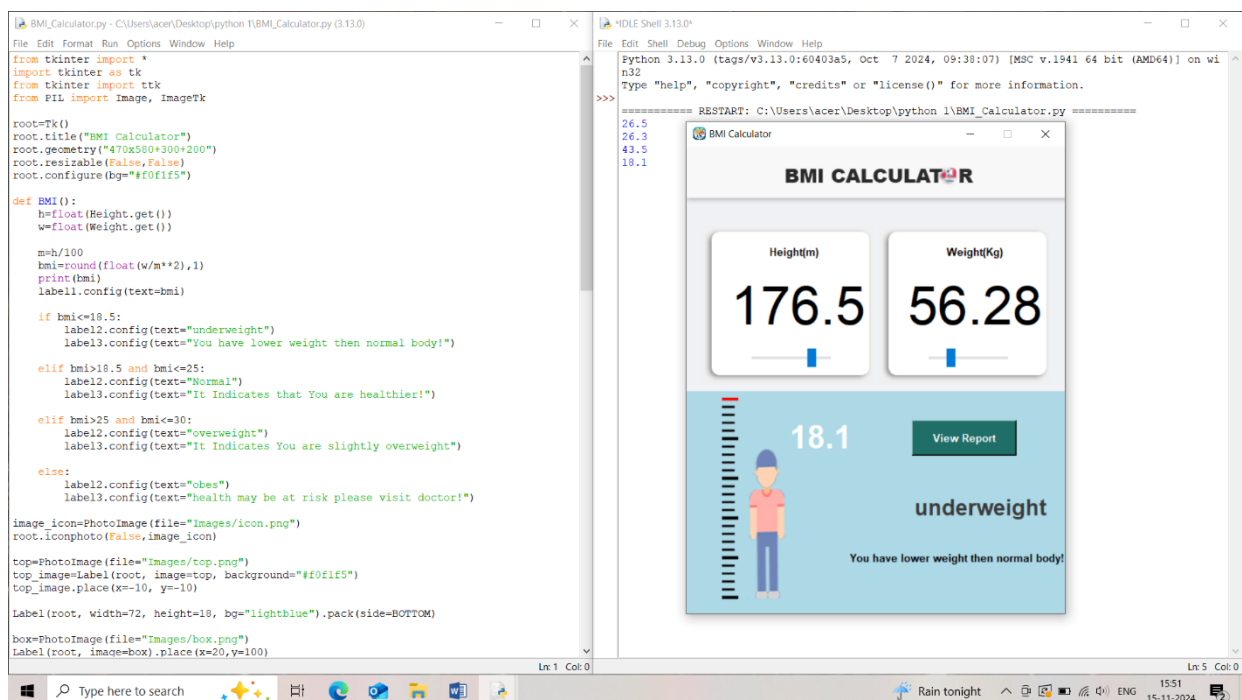 BMI_Calculator.py - C:\Users\acer\Desktop\python 1\BMI_Calculator.py (3.13.0)
File Edit Format Run Options Window Help
from tkinter import *
import tkinter as tk
from tkinter import ttk
from PIL import Image, ImageTk
root=Tk()
root.title("BMI Calculator")
root.geometry("470x580+300+200")
root.resizable(False,False)
root.configure(bg="#f0f1f5")
def BMI():
    h=float(Height.get())
    w=float(Weight.get())
    m=h/100
    bmi=round(float(w/m**2),1)
    print(bmi)
    label1.config(text=bmi)
    if bmi<=18.5:
        label2.config(text="underweight")
        label3.config(text="You have lower weight then normal body!")
    elif bmi>18.5 and bmi<=25:
        label2.config(text="Normal")
        label3.config(text="It Indicates that You are healthier!")
    elif bmi>25 and bmi<=30:
        label2.config(text="overweight")
        label3.config(text="It Indicates You are slightly overweight")
    else:
        label2.config(text="obes")
        label3.config(text="health may be at risk please visit doctor!")
image_icon=PhotoImage(file="Images/icon.png")
root.iconphoto(False,image_icon)
top=PhotoImage(file="Images/top.png")
top_image=Label(root, image=top, background="#f0f1f5")
top_image.place(x=-10, y=-10)
Label(root, width=72, height=18, bg="lightblue").pack(side=BOTTOM)
box=PhotoImage(file="Images/box.png")
Label(root, image=box).place(x=20,y=100)
Ln: 1 Col: 0
*IDLE Shell 3.13.0*
File Edit Shell Debug Options Window Help
Python 3.13.0 (tags/v3.13.0:60403a5, Oct  7 2024, 09:38:07) [MSC v.1941 64 bit (AMD64)] on wi
n32
Type "help", "copyright", "credits" or "license()" for more information.
>>>
=========== RESTART: C:\Users\acer\Desktop\python 1\BMI_Calculator.py ==========
26.5
26.3
43.5
18.1
BMI Calculator
BMI CALCULATOR
Height(m)
Weight(Kg)
176.5
56.28
18.1
View Report
underweight
You have lower weight then normal body!
Ln: 5 Col: 0
Type here to search
Rain tonight
ENG
15:51
15-11-2024
2